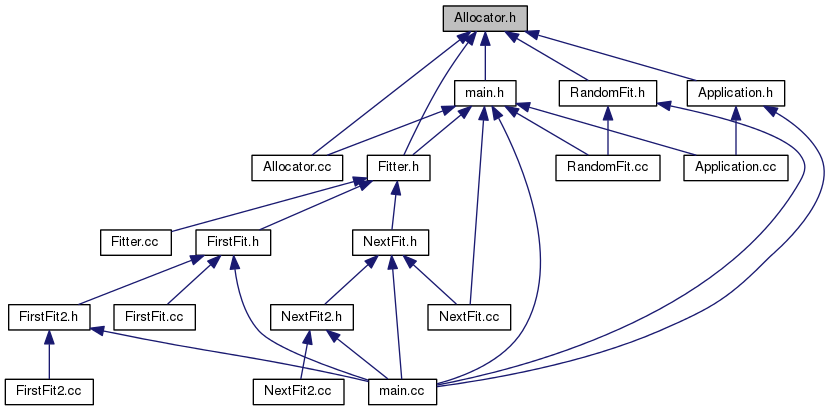 Allocator.h
main.h
RandomFit.h
Application.h
Allocator.cc
Fitter.h
RandomFit.cc
Application.cc
Fitter.cc
FirstFit.h
NextFit.h
FirstFit2.h
FirstFit.cc
NextFit2.h
NextFit.cc
FirstFit2.cc
NextFit2.cc
main.cc